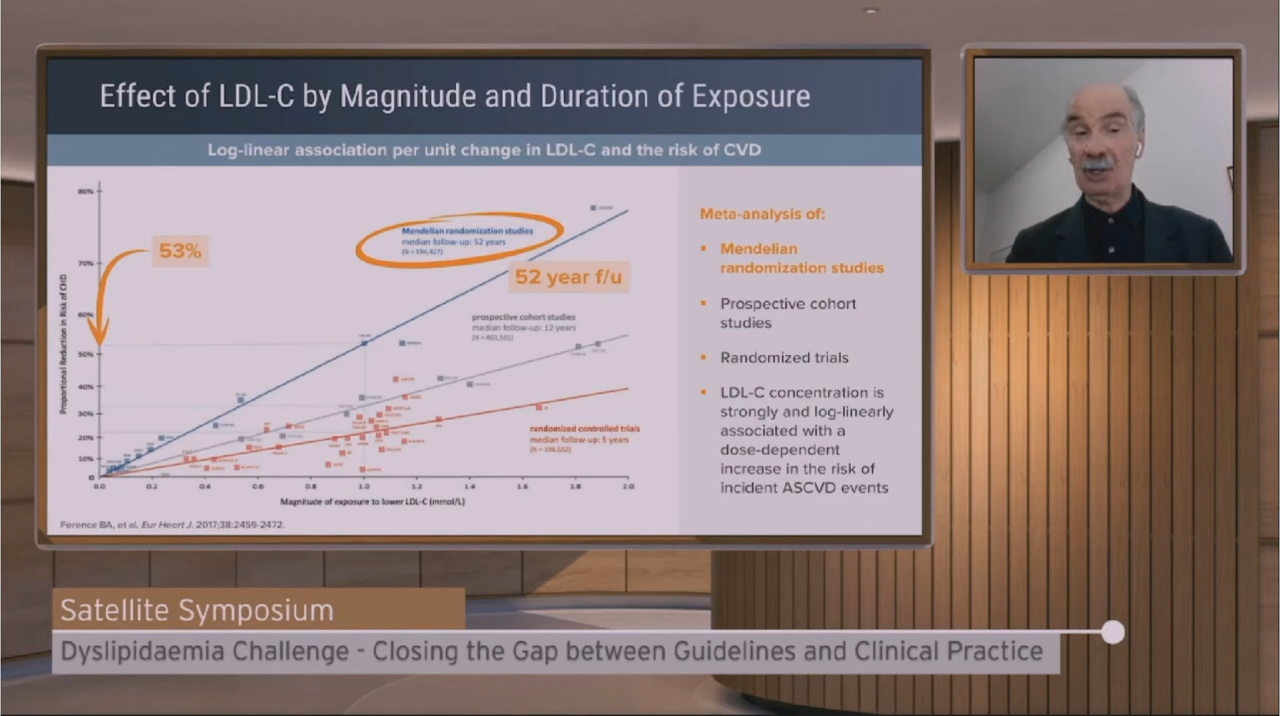 Effect of LDL-C by Magnitude and Duration of Exposure
Log-linear association per unit change in LDL-C and the risk of CVD
80%
70%
60%
50%
40%
30%
20%
10%
0
53%
Proportional Reduction in Risk of CHD
Mendelian randomization studies
median follow-up: 52 years
52 year f/u
prospective cohort studies
median follow-up: 12 years
randomized controlled trials
median follow-up: 5 years
0.0 0.2 0.4 0.6 0.8 1.0 1.2 1.4 1.6 1.8 2.0
Magnitude of exposure to lower LDL-C (mmol/L)
Ference BA, et al. Eur Heart J. 2017;38:2459-2472.
Meta-analysis of:
Mendelian
randomization studies
Prospective cohort
studies
Randomized trials
LDL-C concentration is
strongly and log-linearly
associated with a
dose-dependent
increase in the risk of
incident ASCVD events
Satellite Symposium
Dyslipidaemia Challenge - Closing the Gap between Guidelines and Clinical Practice